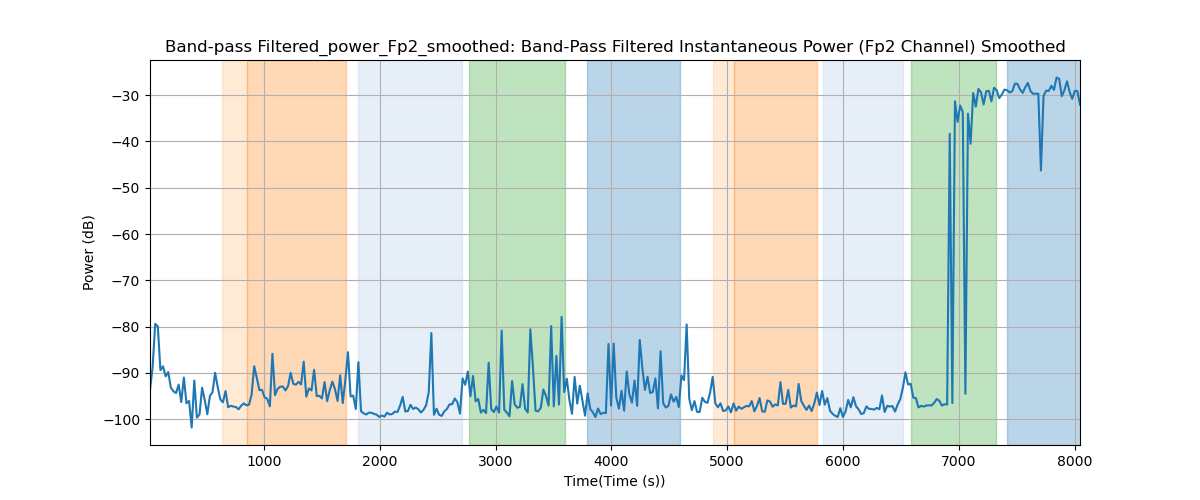 Band-pass Filtered_power_Fp2_smoothed: Band-Pass Filtered Instantaneous Power (Fp2 Channel) Smoothed
Power (dB)
−30
−40
−50
−60
−70
−80
−90
−100
1000 2000 3000 4000 5000 6000 7000 8000
Time(Time (s))